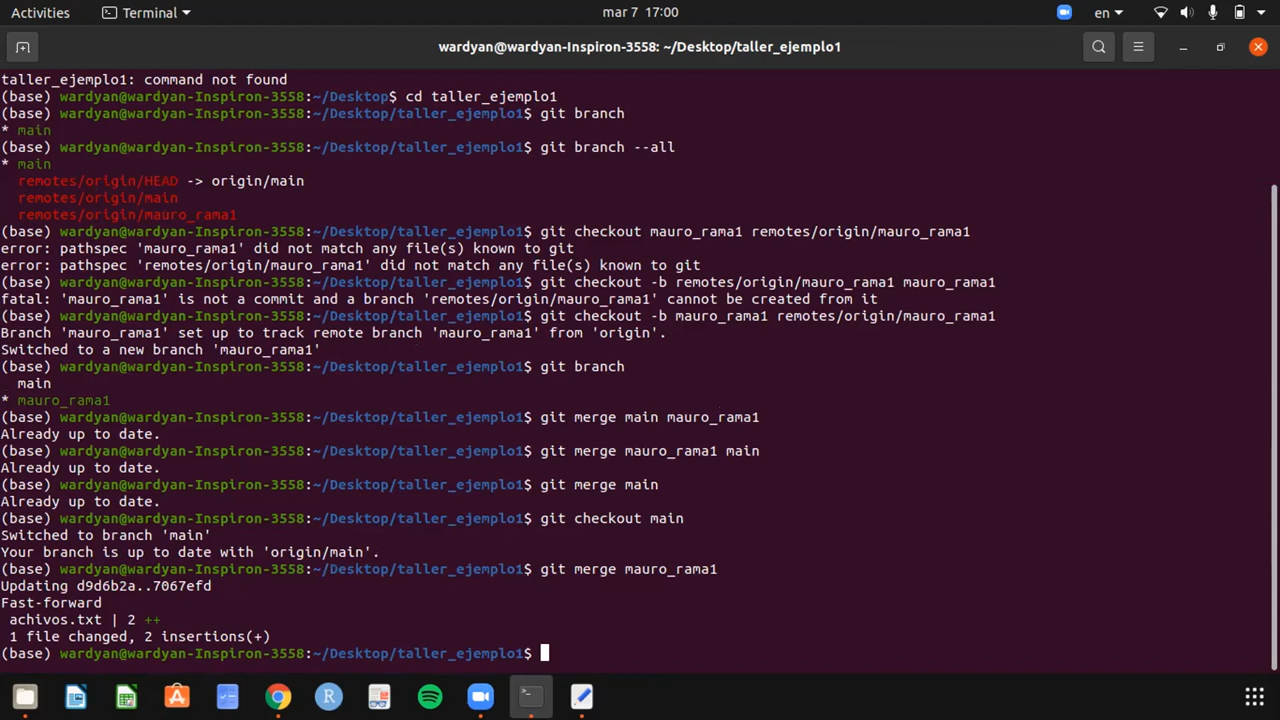 Activities
Terminal
mar 7 17:00
en
wardyan@wardyan-Inspiron-3558: ~/Desktop/taller_ejemplo1
taller_ejemplo1: command not found
(base) wardyan@wardyan-Inspiron-3558:~/Desktop$ cd taller_ejemplo1
(base) wardyan@wardyan-Inspiron-3558:~/Desktop/taller_ejemplo1$ git branch
* main
(base) wardyan@wardyan-Inspiron-3558:~/Desktop/taller_ejemplo1$ git branch --all
* main
remotes/origin/HEAD -> origin/main
remotes/origin/main
remotes/origin/mauro_rama1
(base) wardyan@wardyan-Inspiron-3558:~/Desktop/taller_ejemplo1$ git checkout mauro_rama1 remotes/origin/mauro_rama1
error: pathspec 'mauro_rama1' did not match any file(s) known to git
error: pathspec 'remotes/origin/mauro_rama1' did not match any file(s) known to git
(base) wardyan@wardyan-Inspiron-3558:~/Desktop/taller_ejemplo1$ git checkout -b remotes/origin/mauro_rama1 mauro_rama1
fatal: 'mauro_rama1' is not a commit and a branch 'remotes/origin/mauro_rama1' cannot be created from it
(base) wardyan@wardyan-Inspiron-3558:~/Desktop/taller_ejemplo1$ git checkout -b mauro_rama1 remotes/origin/mauro_rama1
Branch 'mauro_rama1' set up to track remote branch 'mauro_rama1' from 'origin'.
Switched to a new branch 'mauro_rama1'
(base) wardyan@wardyan-Inspiron-3558:~/Desktop/taller_ejemplo1$ git branch
main
* mauro_rama1
(base) wardyan@wardyan-Inspiron-3558:~/Desktop/taller_ejemplo1$ git merge main mauro_rama1
Already up to date.
(base) wardyan@wardyan-Inspiron-3558:~/Desktop/taller_ejemplo1$ git merge mauro_rama1 main
Already up to date.
(base) wardyan@wardyan-Inspiron-3558:~/Desktop/taller_ejemplo1$ git merge main
Already up to date.
(base) wardyan@wardyan-Inspiron-3558:~/Desktop/taller_ejemplo1$ git checkout main
Switched to branch 'main'
Your branch is up to date with 'origin/main'.
(base) wardyan@wardyan-Inspiron-3558:~/Desktop/taller_ejemplo1$ git merge mauro_rama1
Updating d9d6b2a..7067efd
Fast-forward
achivos.txt | 2 ++
1 file changed, 2 insertions(+)
(base) wardyan@wardyan-Inspiron-3558:~/Desktop/taller_ejemplo1$
R